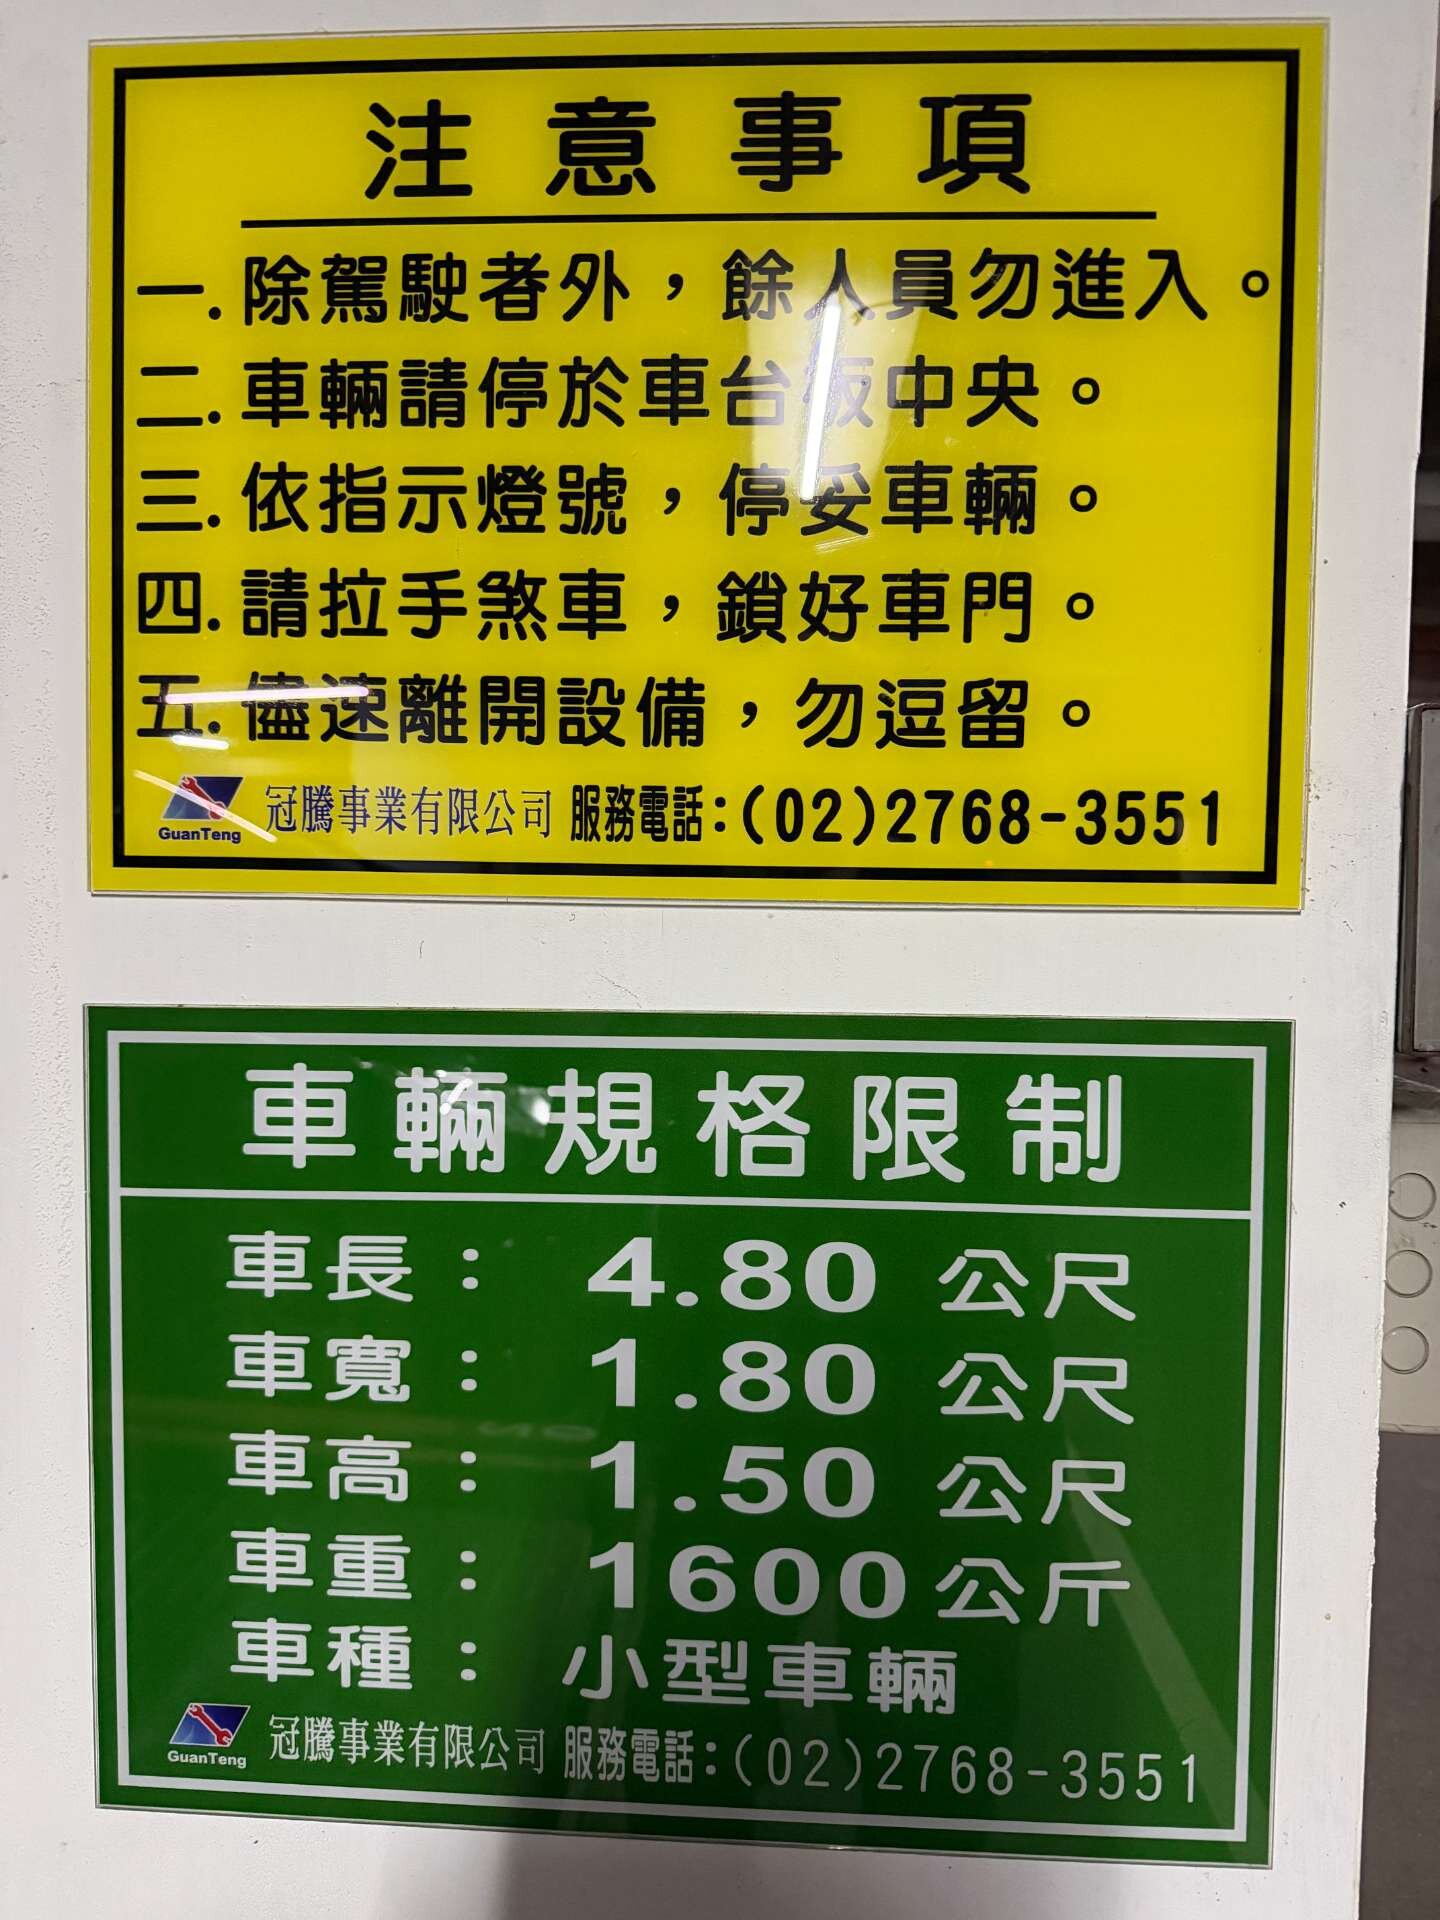 注意事項
一.除駕駛者外，餘人員勿進入。
二.車輛請停於車台板中央。
三.依指示燈號，停妥車輛。
四.請拉手煞車，鎖好車門。
五.儘速離開設備，勿逗留。
GuanTeng 冠騰事業有限公司 服務電話:(02)2768-3551
車輛規格限制
車長： 4.80 公尺
車寬： 1.80 公尺
車高： 1.50 公尺
車重： 1600公斤
車種： 小型車輛
GuanTeng 冠騰事業有限公司 服務電話:(02)2768-3551